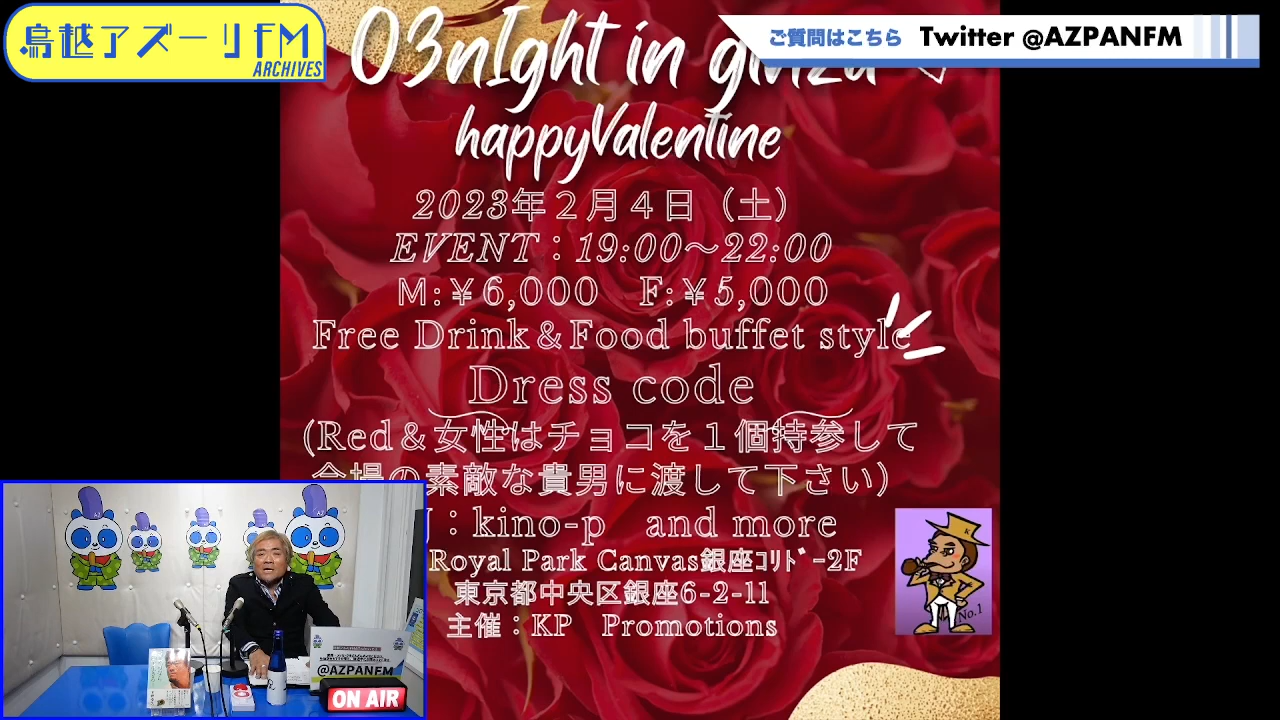 鳥越アズーリFM
ARCHIVES
ご質問はこちら Twitter @AZPANFM
03nIght in ginza
happyValentine
2023年２月４日（土）
EVENT：19:00〜22:00
M:￥6,000 F:￥5,000
Free Drink＆Food buffet style
Dress code
(Red＆女性はチョコを１個持参して
会場の素敵な貴男に渡して下さい）
：kino-p and more
Royal Park Canvas銀座ｺﾘﾄﾞｰ2F
東京都中央区銀座6-2-11
主催：KP Promotions
No.1
@AZPANFM
ON AIR